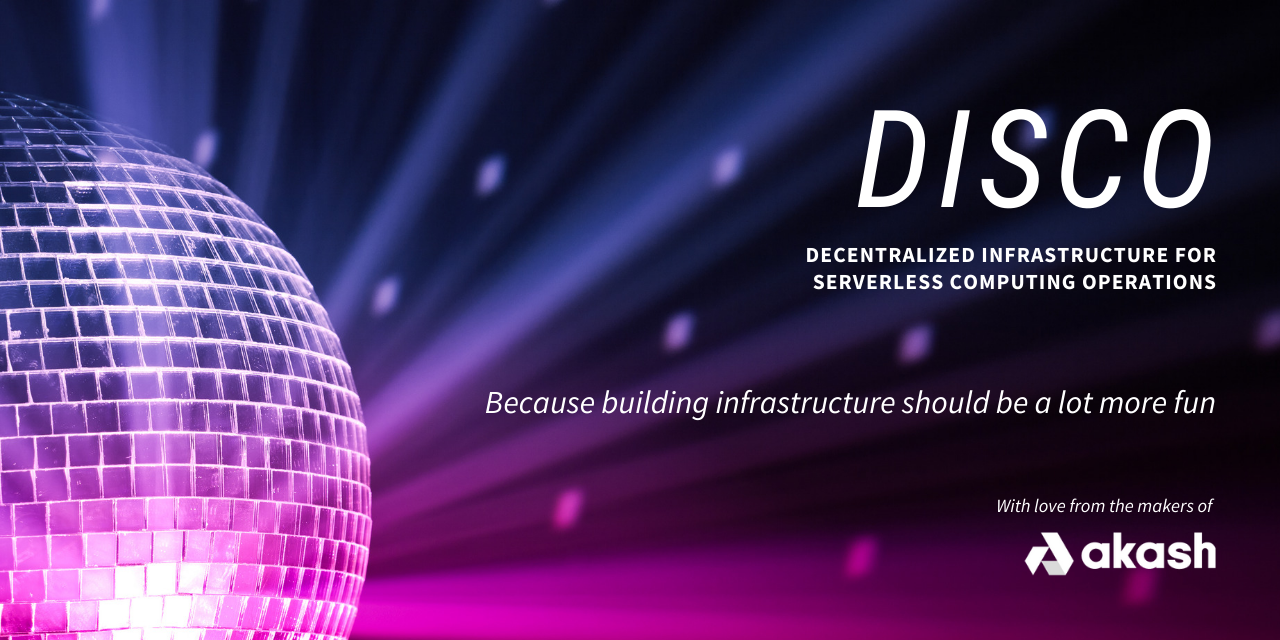 DISCO
DECENTRALIZED INFRASTRUCTURE FOR
SERVERLESS COMPUTING OPERATIONS
Because building infrastructure should be a lot more fun
With love from the makers of
akash